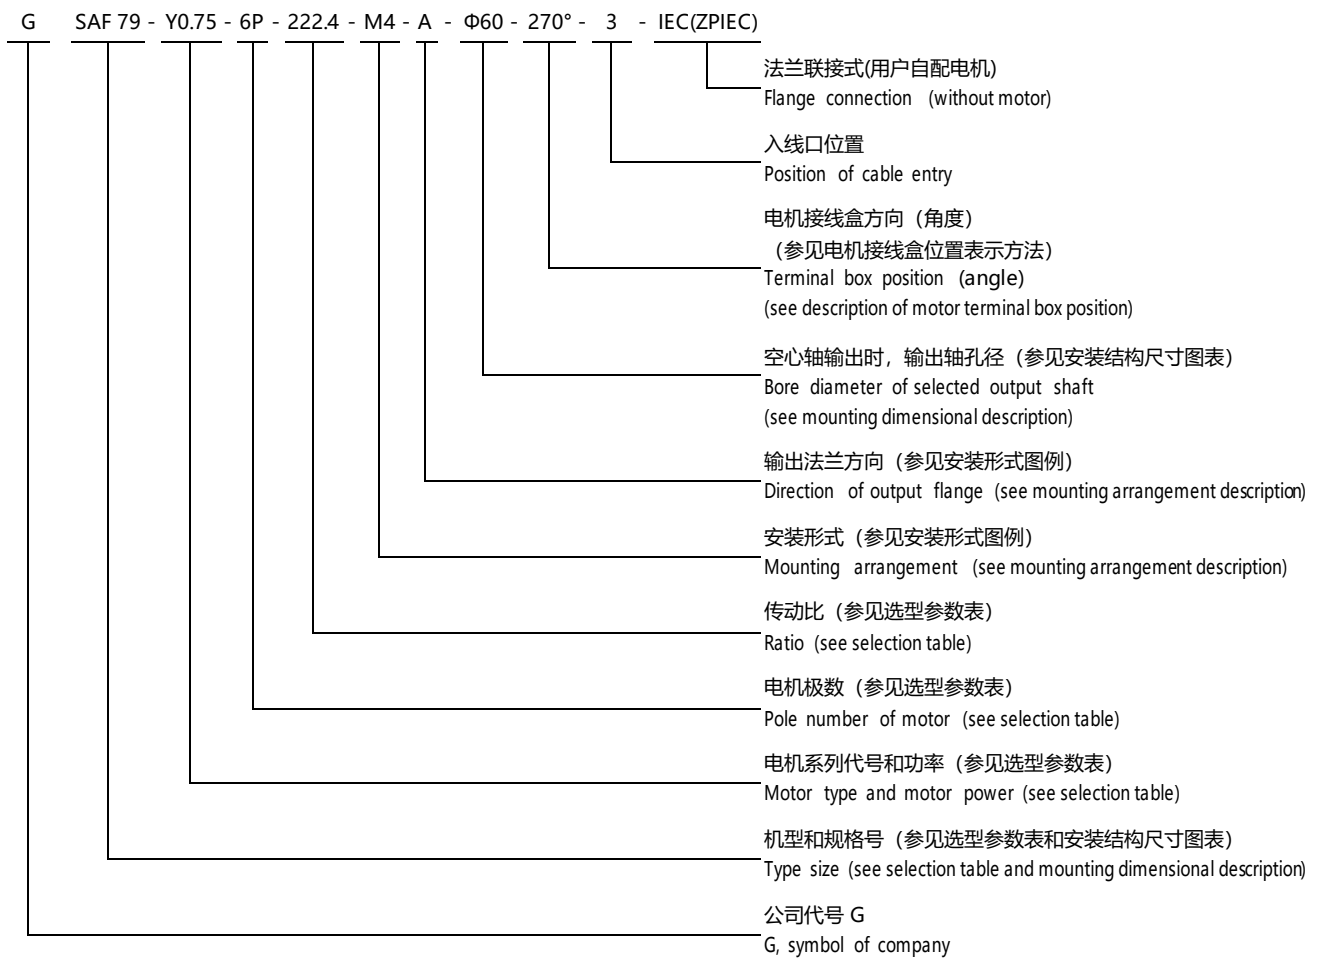 G SAF 79 - Y0.75 - 6P - 222.4 - M4 - A - Φ60 - 270° - 3 - IEC(ZPIEC)
法兰联接式(用户自配电机)
Flange connection (without motor)
入线口位置
Position of cable entry
电机接线盒方向（角度）
（参见电机接线盒位置表示方法）
Terminal box position (angle)
(see description of motor terminal box position)
空心轴输出时，输出轴孔径（参见安装结构尺寸图表）
Bore diameter of selected output shaft
(see mounting dimensional description)
输出法兰方向（参见安装形式图例）
Direction of output flange (see mounting arrangement description)
安装形式（参见安装形式图例）
Mounting arrangement (see mounting arrangement description)
传动比（参见选型参数表）
Ratio (see selection table)
电机极数（参见选型参数表）
Pole number of motor (see selection table)
电机系列代号和功率（参见选型参数表）
Motor type and motor power (see selection table)
机型和规格号（参见选型参数表和安装结构尺寸图表）
Type size (see selection table and mounting dimensional description)
公司代号 G
G, symbol of company